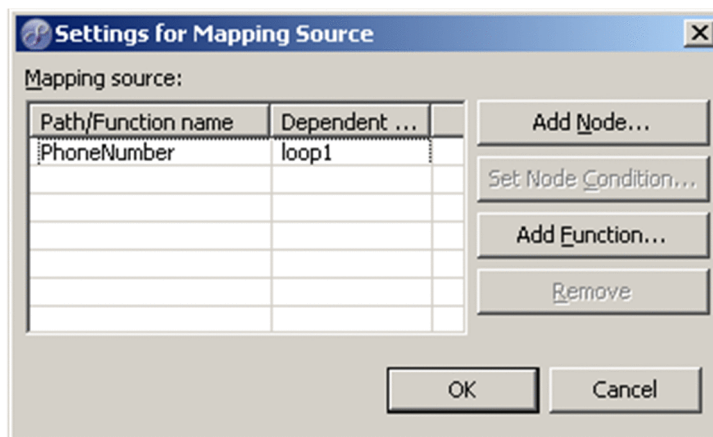 Settings for Mapping Source
Mapping source:
Path/Function name Dependent ...
PhoneNumber loop1
Add Node...
Set Node Condition...
Add Function...
Remove
OK Cancel